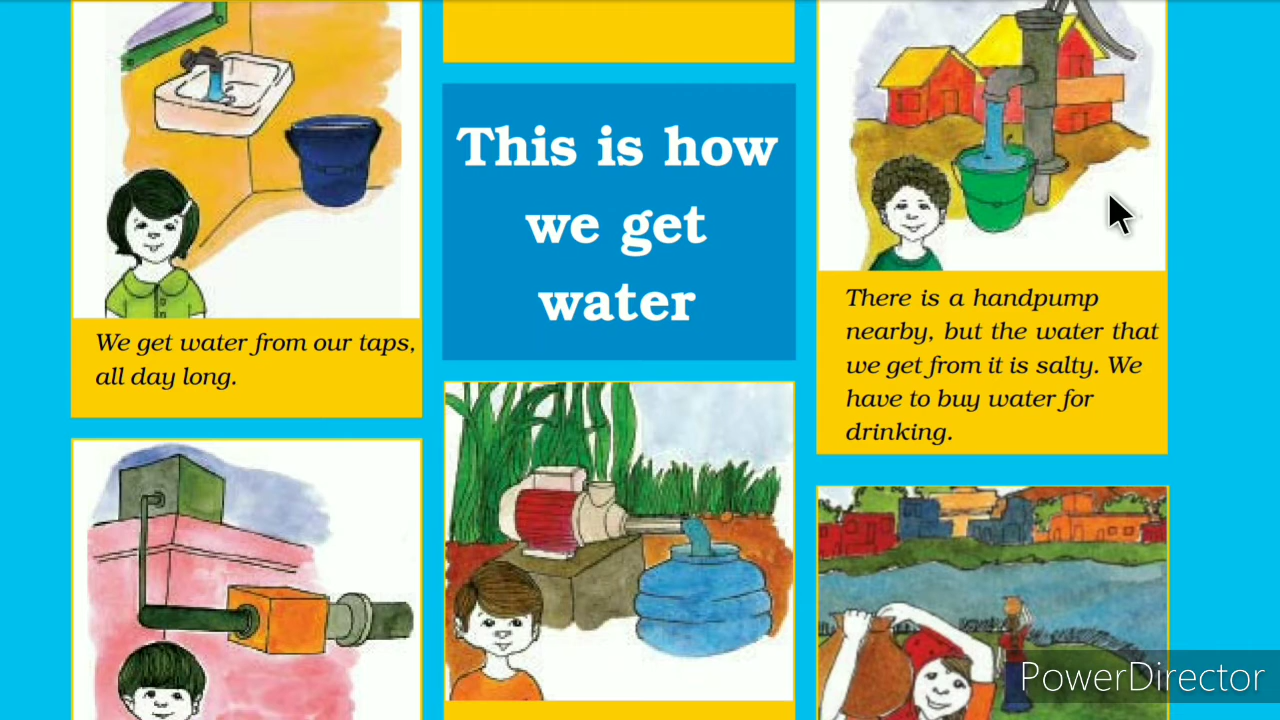 We get water from our taps,
all day long.
This is how
we get
water
There is a handpump
nearby, but the water that
we get from it is salty. We
have to buy water for
drinking.
PowerDirector